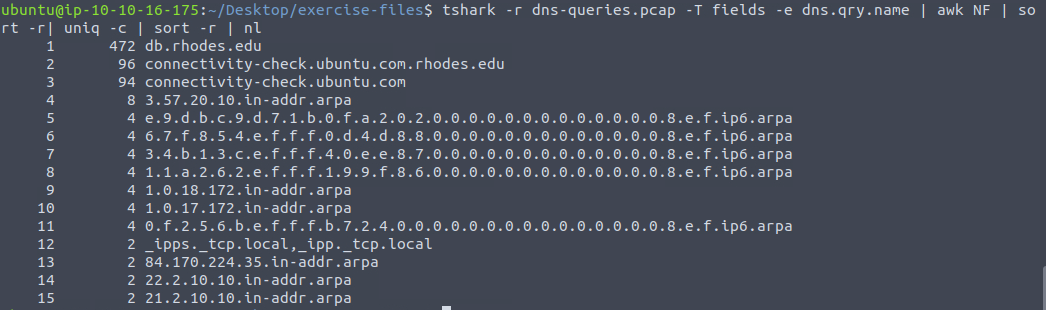 ubuntu@ip-10-10-16-175:~/Desktop/exercise-files$ tshark -r dns-queries.pcap -T fields -e dns.qry.name | awk NF | so
rt -r| uniq -c | sort -r | nl
1 472 db.rhodes.edu
2 96 connectivity-check.ubuntu.com.rhodes.edu
3 94 connectivity-check.ubuntu.com
4 8 3.57.20.10.in-addr.arpa
5 4 e.9.d.b.c.9.d.7.1.b.0.f.a.2.0.2.0.0.0.0.0.0.0.0.0.0.0.0.0.8.e.f.ip6.arpa
6 4 6.7.f.8.5.4.e.f.f.f.0.d.4.d.8.8.0.0.0.0.0.0.0.0.0.0.0.0.0.8.e.f.ip6.arpa
7 4 3.4.b.1.3.c.e.f.f.f.4.0.e.e.8.7.0.0.0.0.0.0.0.0.0.0.0.0.0.8.e.f.ip6.arpa
8 4 1.1.a.2.6.2.e.f.f.f.1.9.9.f.8.6.0.0.0.0.0.0.0.0.0.0.0.0.0.8.e.f.ip6.arpa
9 4 1.0.18.172.in-addr.arpa
10 4 1.0.17.172.in-addr.arpa
11 4 0.f.2.5.6.b.e.f.f.f.b.7.2.4.0.0.0.0.0.0.0.0.0.0.0.0.0.0.0.8.e.f.ip6.arpa
12 2 _ipps._tcp.local,_ipp._tcp.local
13 2 84.170.224.35.in-addr.arpa
14 2 22.2.10.10.in-addr.arpa
15 2 21.2.10.10.in-addr.arpa